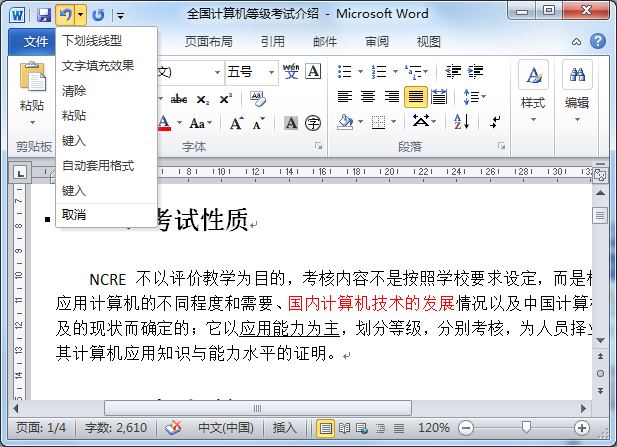 全国计算机等级考试介绍 - Microsoft Word
文件
页面布局
引用
邮件
审阅
视图
下划线线型
文字填充效果
清除
粘贴
键入
自动套用格式
键入
取消
粘贴
剪贴板
文)
五号
wén
文
A
abc
x₂
x²
A
Aa
A
A
A
字
字体
段落
样式
编辑
考试性质
NCRE 不以评价教学为目的，考核内容不是按照学校要求设定，而是
应用计算机的不同程度和需要、国内计算机技术的发展情况以及中国计算机
及的现状而确定的；它以应用能力为主，划分等级，分别考核，为人员择业
其计算机应用知识与能力水平的证明。
页面: 1/4
字数: 2,610
中文(中国)
插入
120%